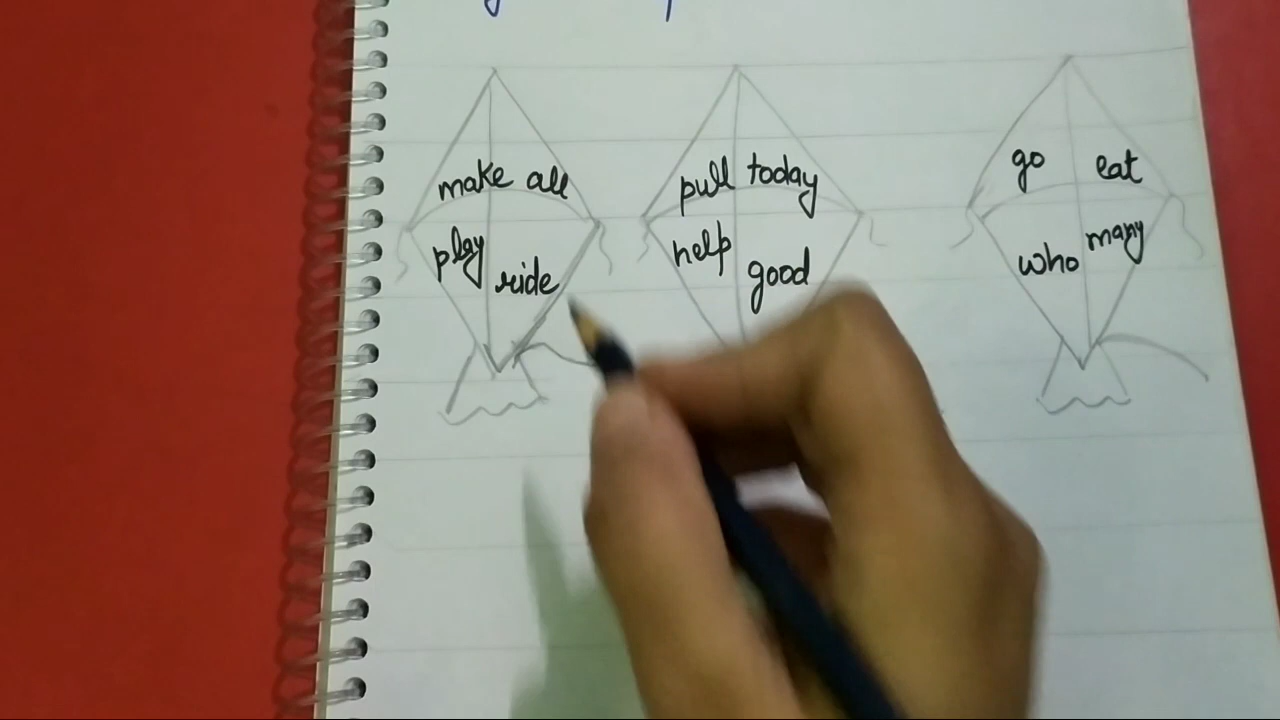 make all
play ride
pull today
help good
go eat
who many